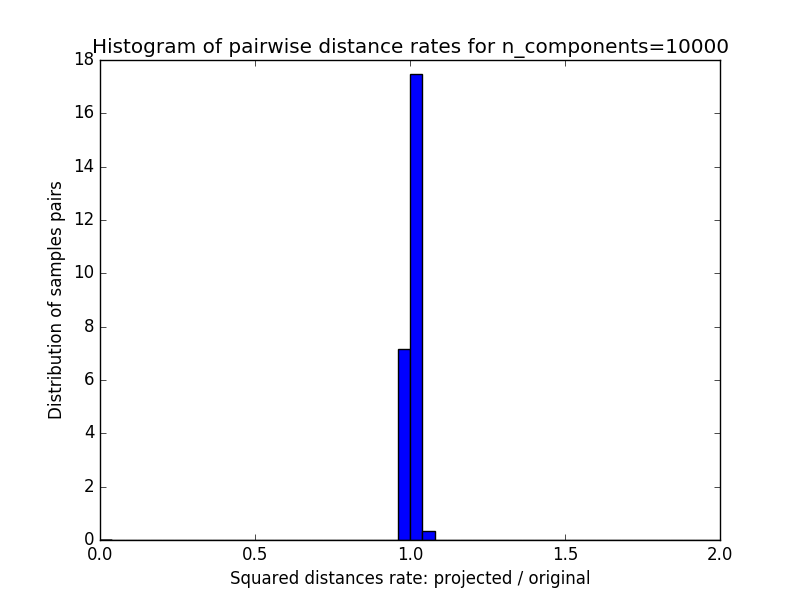 Histogram of pairwise distance rates for n_components=10000
18
16
14
12
10
8
6
4
2
0
Distribution of samples pairs
0.0 0.5 1.0 1.5 2.0
Squared distances rate: projected / original